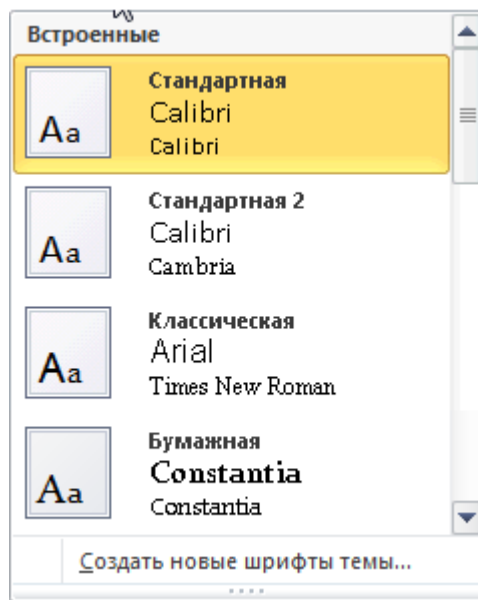 Встроенные
Стандартная
Calibri
Calibri
Aa
Стандартная 2
Calibri
Cambria
Aa
Классическая
Arial
Times New Roman
Aa
Бумажная
Constantia
Constantia
Aa
Создать новые шрифты темы...